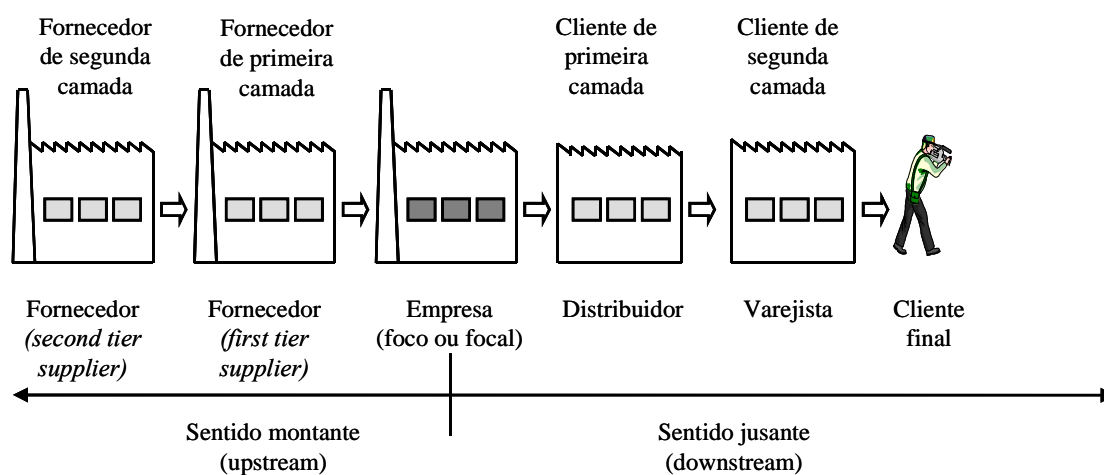 Fornecedor
de segunda
camada
Fornecedor
de primeira
camada
Cliente de
primeira
camada
Cliente de
segunda
camada
Fornecedor
(second tier
supplier)
Fornecedor
(first tier
supplier)
Empresa
(foco ou focal)
Distribuidor
Varejista
Cliente
final
Sentido montante
(upstream)
Sentido jusante
(downstream)